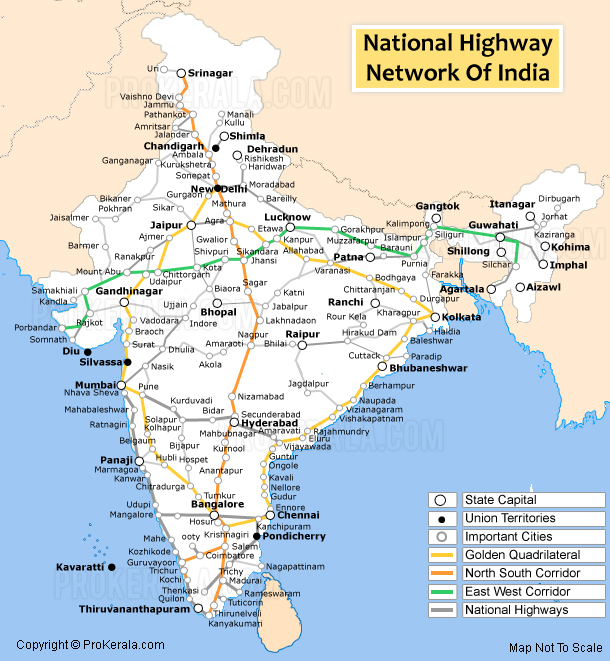 National Highway
Network Of India
PROKERALA.COM
Uri
Srinagar
Vaishno Devi
Jammu
Pathankot
Amritsar
Jalander
Manali
Kullu
Shimla
Chandigarh
Dehradun
Ambala
Rishikesh
Ganganagar
Kurukshetra
Haridwar
Sonepat
Moradabad
New Delhi
Gurgaon
Bareilly
Bikaner
Mathura
Pokhran
Sikar
Jaisalmer
Jaipur
Agra
Lucknow
Etawa
Gorakhpur
Gangtok
Itanagar
Dirbugarh
Kalimpong
Jorhat
Guwahati
Ajmer
Gwalior
Kanpur
Muzzafarpur
Islampur
Siliguri
Kaziranga
Barmer
Shivpuri
Sikandara
Allahabad
Barauni
Shillong
Kohima
Ranakpur
Jhansi
Patna
Purnia
Silchar
Imphal
Mount Abu
Kota
Varanasi
Farakka
Chittorgarh
Udaipur
Bodhgaya
Samakhiali
Biaora
Sagar
Katni
Chittaranjan
Agartala
Aizawl
Kandla
Gandhinagar
Ujjain
Ranchi
Durgapur
Bhopal
Jabalpur
Kharagpur
Rajkot
Vadodara
Indore
Lakhnadon
Rour Kela
Kolkata
Porbandar
Braoch
Raipur
Hirakud Dam
Haldia
Somnath
Surat
Nagpur
Bhilai
Baleshwar
Dhulia
Amaraoti
Diu
Cuttack
Paradip
Silvassa
Akola
Bhubaneshwar
Nasik
Mumbai
Pune
Jagdalpur
Berhampur
Nhava Sheva
Kurduvadi
Nizamabad
Naupada
Mahabaleshwar
Bidar
Secunderabad
Vizianagaram
Vishakapatnam
Ratnagiri
Solapur
Hyderabad
Amaravati
Rajahmundry
Kolhapur
Mahbubnagar
Eluru
Belgaum
Bijapur
Kurnool
Vijayawada
PROKERALA.COM
Panaji
Hubli
Hospet
Guntur
Marmagoa
Ongole
Kanwar
Anantapur
Kavali
Chitradurga
Nellore
Tumkur
Gudur
Udupi
Bangalore
Ennore
Mangalore
Hosur
Chennai
Kanchipuram
Mahe
ooty
Krishnagiri
Kozhikode
Salem
Pondicherry
Guruvayoor
Coimbatore
Kavaratti
Trichur
Trichy
Nagapattinam
Kochi
Madurai
PROKERALA.COM
Thenkasi
Rameswaram
Quilon
Tuticorin
Thiruvananthapuram
Thirunelveli
Kanyakumari
State Capital
Union Territories
Important Cities
Golden Quadrilateral
North South Corridor
East West Corridor
National Highways
Copyright © ProKerala.com
Map Not To Scale